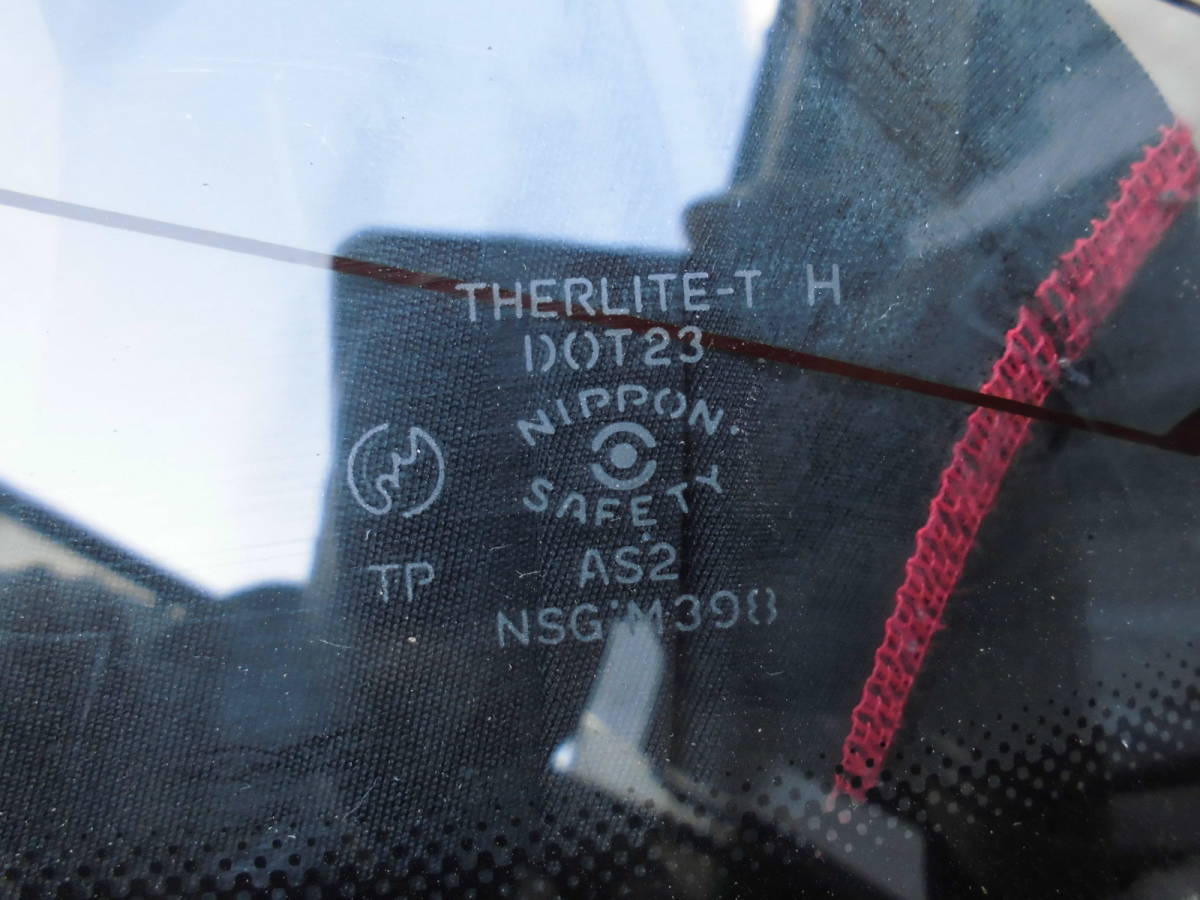 THERLITE-T H
DOT23
NIPPON.
SAFETY
TP
AS2
NSG M398